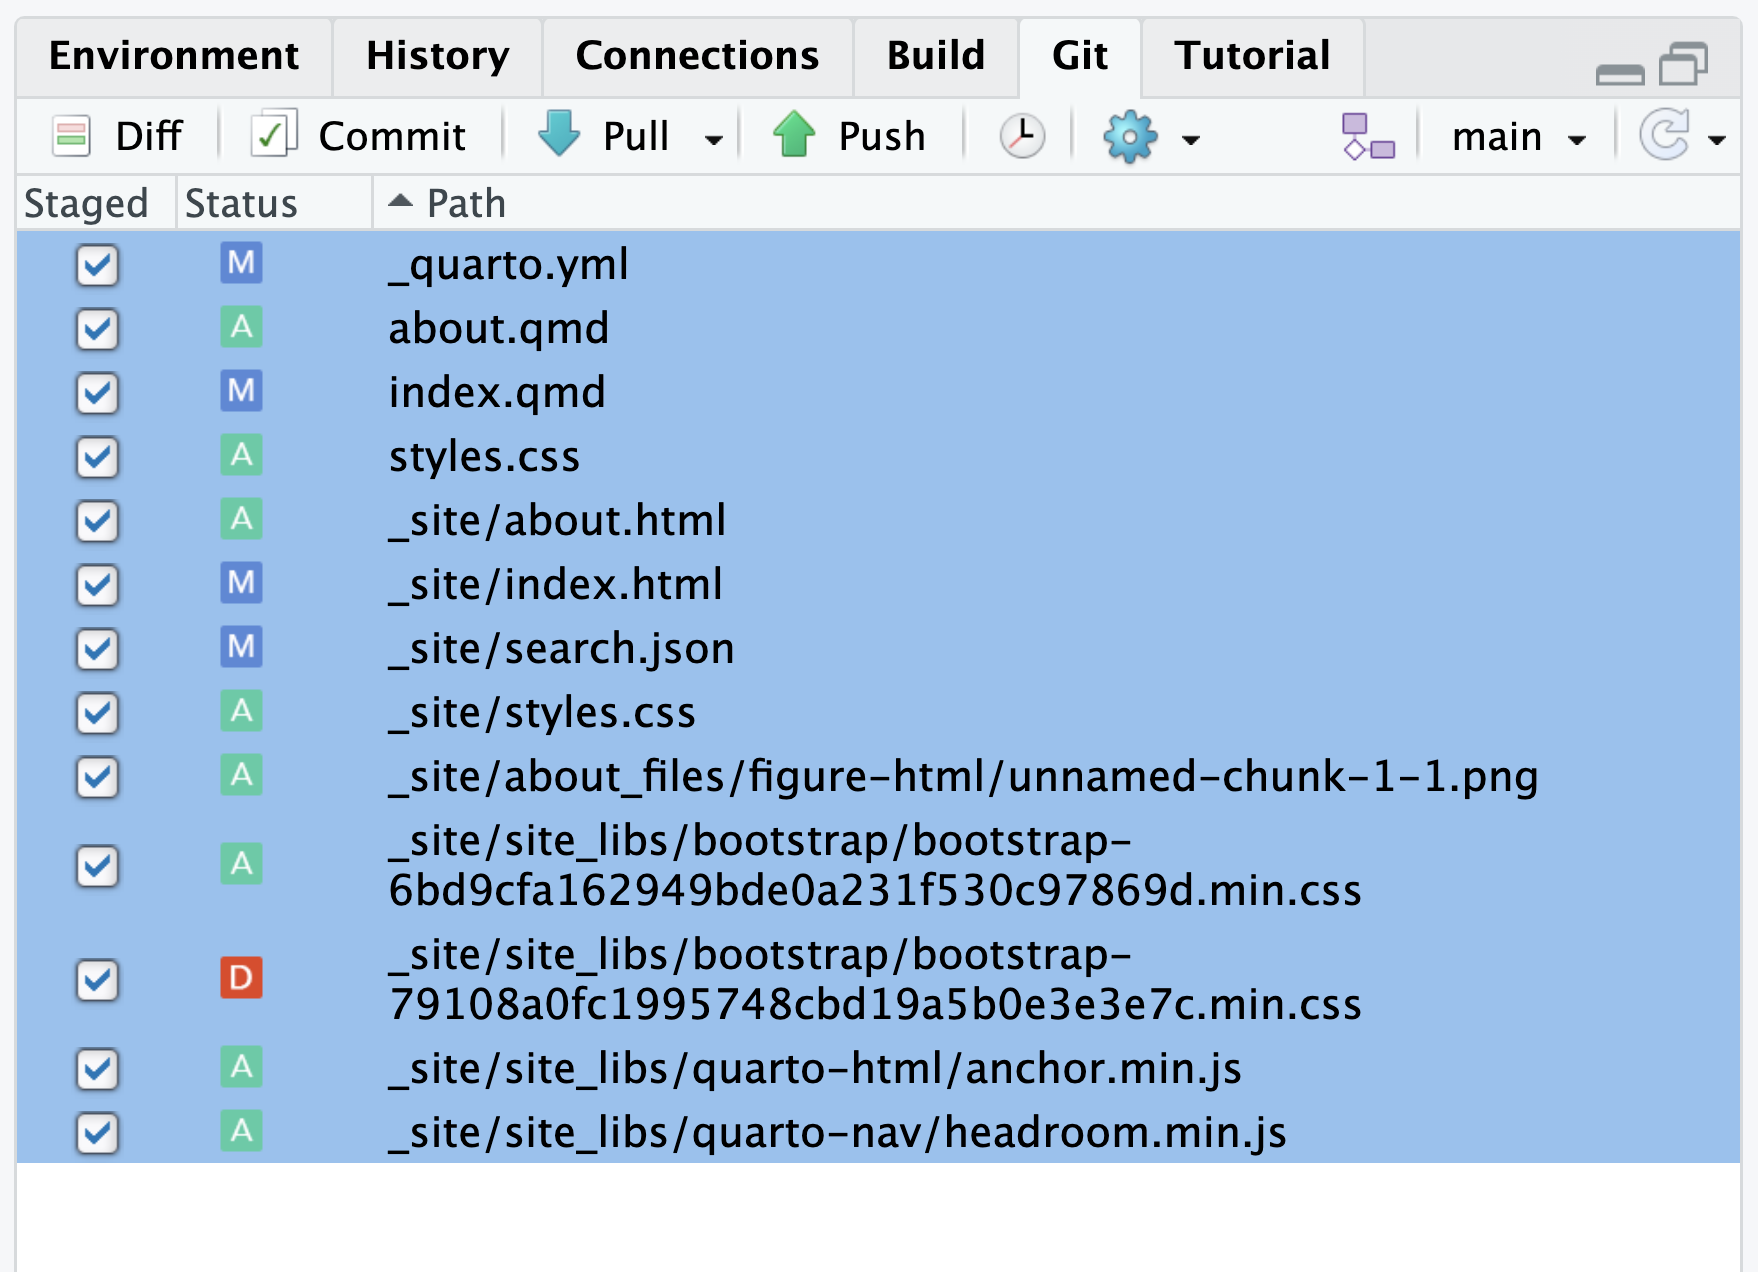 Environment History Connections Build Git Tutorial
Diff Commit Pull Push main
Staged Status Path
M _quarto.yml
A about.qmd
M index.qmd
A styles.css
A _site/about.html
M _site/index.html
M _site/search.json
A _site/styles.css
A _site/about_files/figure-html/unnamed-chunk-1-1.png
A _site/site_libs/bootstrap/bootstrap-
6bd9cfa162949bde0a231f530c97869d.min.css
D _site/site_libs/bootstrap/bootstrap-
79108a0fc1995748cbd19a5b0e3e3e7c.min.css
A _site/site_libs/quarto-html/anchor.min.js
A _site/site_libs/quarto-nav/headroom.min.js